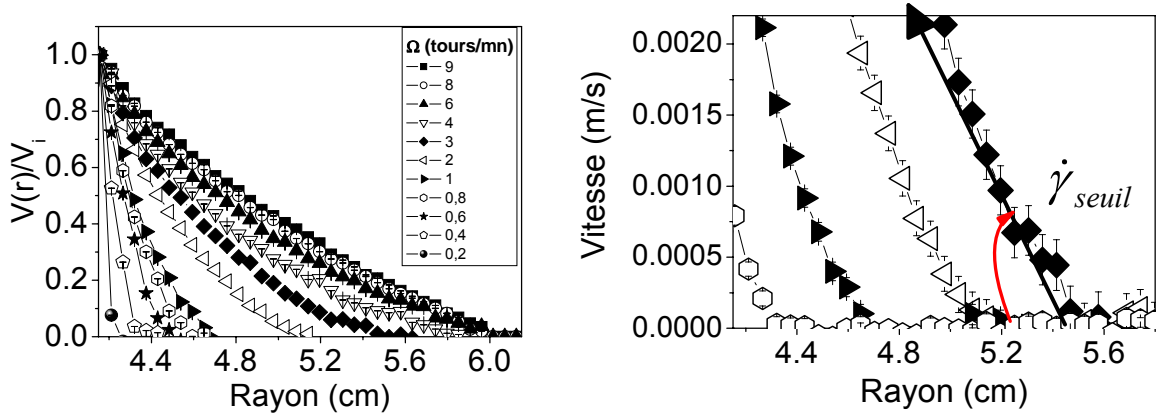 1.0
0.8
0.6
0.4
0.2
0.0
V(r)/Vi
4.4 4.8 5.2 5.6 6.0
Rayon (cm)
Ω (tours/mn)
9
8
6
4
3
2
1
0,8
0,6
0,4
0,2
0.0020
0.0015
0.0010
0.0005
0.0000
Vitesse (m/s)
4.4 4.8 5.2 5.6
Rayon (cm)
γ̇ seuil